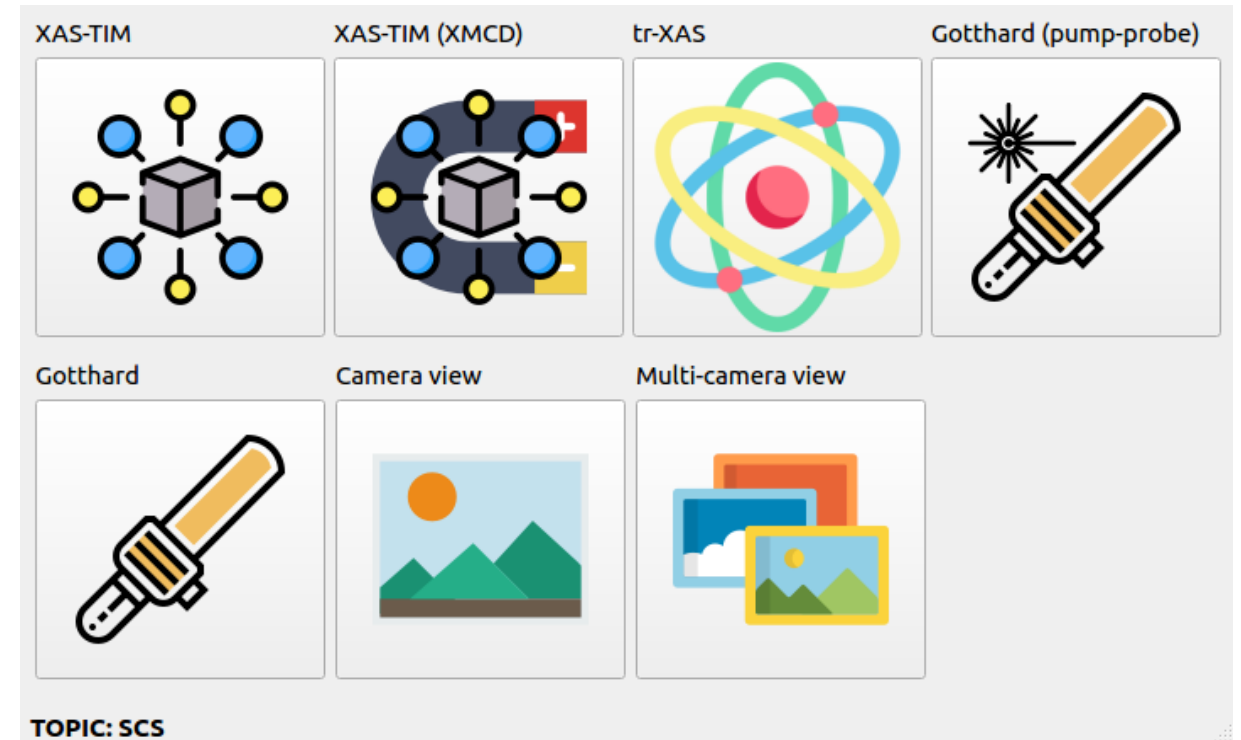 XAS-TIM
XAS-TIM (XMCD)
tr-XAS
Gotthard (pump-probe)
Gotthard
Camera view
Multi-camera view
TOPIC: SCS